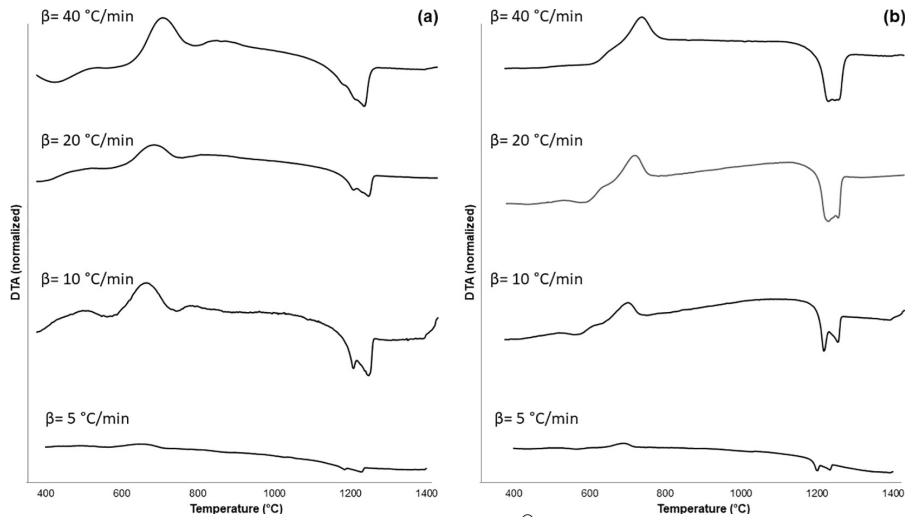 (a)
β= 40 °C/min
β= 20 °C/min
β= 10 °C/min
β= 5 °C/min
DTA (normalized)
400 600 800 1000 1200 1400
Temperature (°C)
(b)
β= 40 °C/min
β= 20 °C/min
β= 10 °C/min
β= 5 °C/min
DTA (normalized)
400 600 800 1000 1200 1400
Temperature (°C)